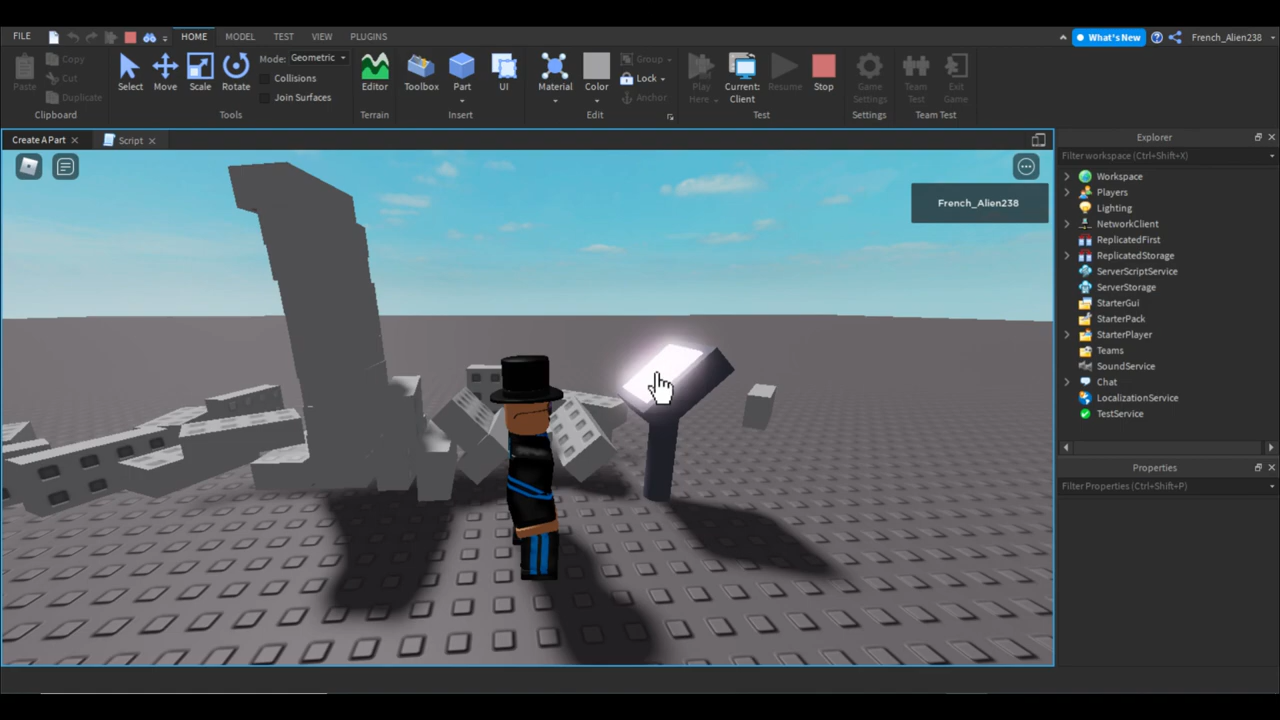 FILE HOME MODEL TEST VIEW PLUGINS What's New French_Alien238
Paste Copy Cut Duplicate Clipboard
Select Move Scale Rotate Mode: Geometric Collisions Join Surfaces Tools
Editor Terrain
Toolbox Part UI Insert
Material Color Group Lock Anchor Edit
Play Here Current: Client Resume Stop Test
Game Settings Settings
Team Test Exit Game Team Test
Create A Part Script
French_Alien238
Explorer
Filter workspace (Ctrl+Shift+X)
Workspace
Players
Lighting
NetworkClient
ReplicatedFirst
ReplicatedStorage
ServerScriptService
ServerStorage
StarterGui
StarterPack
StarterPlayer
Teams
SoundService
Chat
LocalizationService
TestService
Properties
Filter Properties (Ctrl+Shift+P)